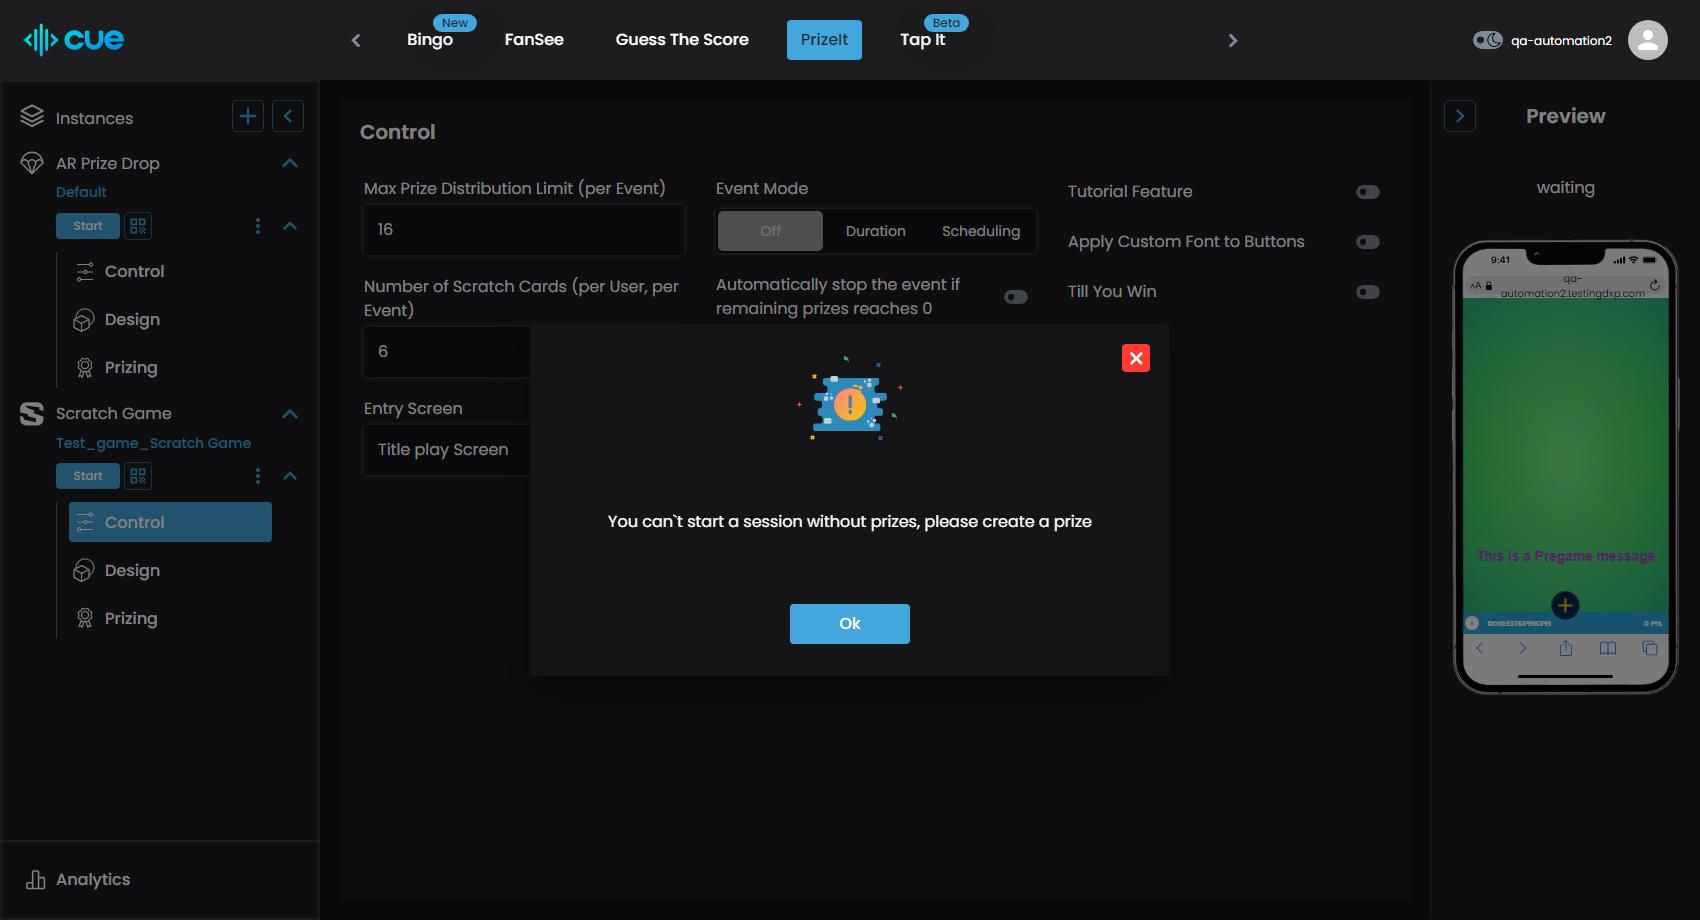 cue
Bingo
New
FanSee
Guess The Score
PrizeIt
Tap It
Beta
qa-automation2
Instances
AR Prize Drop
Default
Start
Control
Design
Prizing
Scratch Game
Test_game_Scratch Game
Start
Control
Design
Prizing
Analytics
Control
Max Prize Distribution Limit (per Event)
16
Number of Scratch Cards (per User, per
Event)
6
Entry Screen
Title play Screen
Event Mode
Off
Duration
Scheduling
Automatically stop the event if
remaining prizes reaches 0
Tutorial Feature
Apply Custom Font to Buttons
Till You Win
You can`t start a session without prizes, please create a prize
Ok
Preview
waiting
9:41
AA
qa-
automation2.testingdxp.com
This is a Pregame message
0 PTS.